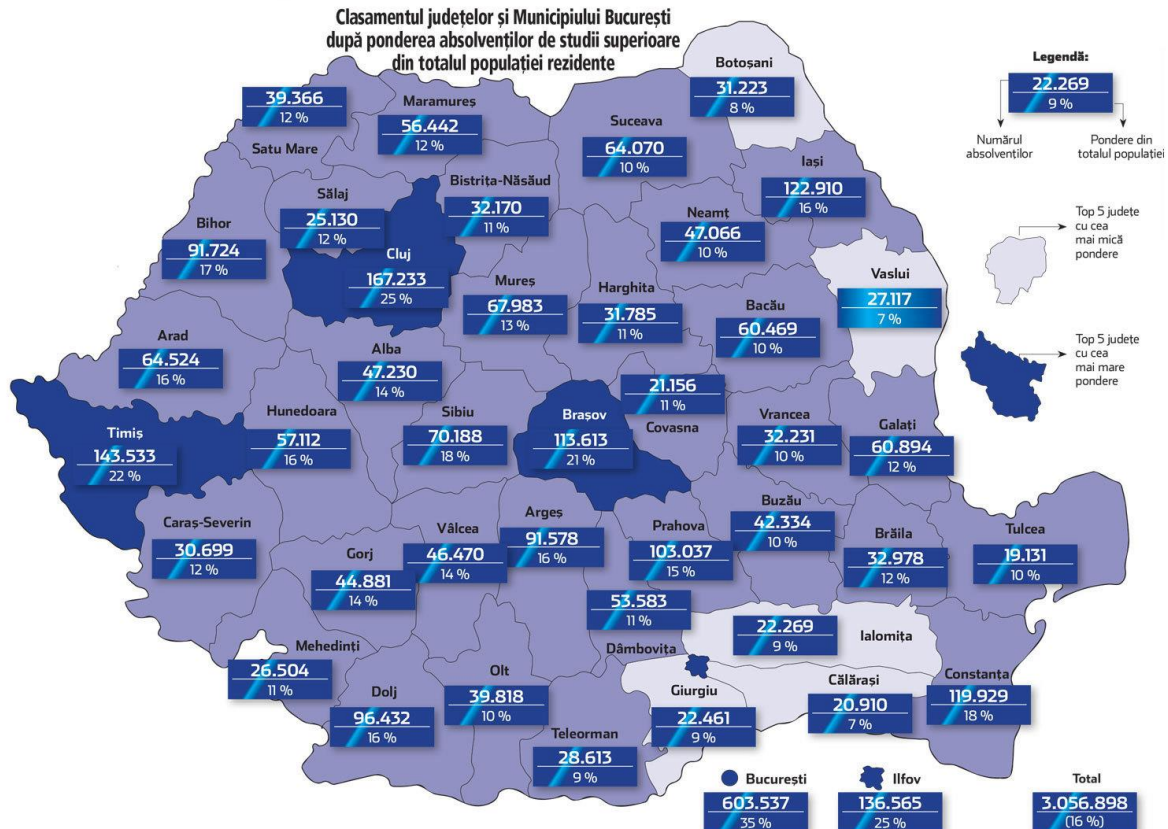 Clasamentul județelor și Municipiului București
după ponderea absolvenților de studii superioare
din totalul populației rezidente
Legendă:
22.269
9 %
Numărul
absolvenților
Pondere din
totalul populației
Top 5 județe
cu cea
mai mică
pondere
Top 5 județe
cu cea
mai mare
pondere
Botoșani
31.223
8 %
39.366
12 %
Satu Mare
Maramureș
56.442
12 %
Suceava
64.070
10 %
Iași
122.910
16 %
Bistrița-Năsăud
32.170
11 %
Sălaj
25.130
12 %
Neamț
47.066
10 %
Bihor
91.724
17 %
Cluj
167.233
25 %
Mureș
67.983
13 %
Harghita
31.785
11 %
Bacău
60.469
10 %
Vaslui
27.117
7 %
Arad
64.524
16 %
Alba
47.230
14 %
21.156
11 %
Covasna
Timiș
143.533
22 %
Hunedoara
57.112
16 %
Sibiu
70.188
18 %
Brașov
113.613
21 %
Vrancea
32.231
10 %
Galați
60.894
12 %
Caraș-Severin
30.699
12 %
Gorj
44.881
14 %
Vâlcea
46.470
14 %
Argeș
91.578
16 %
Prahova
103.037
15 %
Buzău
42.334
10 %
Brăila
32.978
12 %
Tulcea
19.131
10 %
53.583
11 %
Dâmbovița
22.269
9 %
Ialomița
Mehedinți
26.504
11 %
Dolj
96.432
16 %
Olt
39.818
10 %
Teleorman
28.613
9 %
Giurgiu
22.461
9 %
Călărași
20.910
7 %
Constanța
119.929
18 %
București
603.537
35 %
Ilfov
136.565
25 %
Total
3.056.898
(16 %)